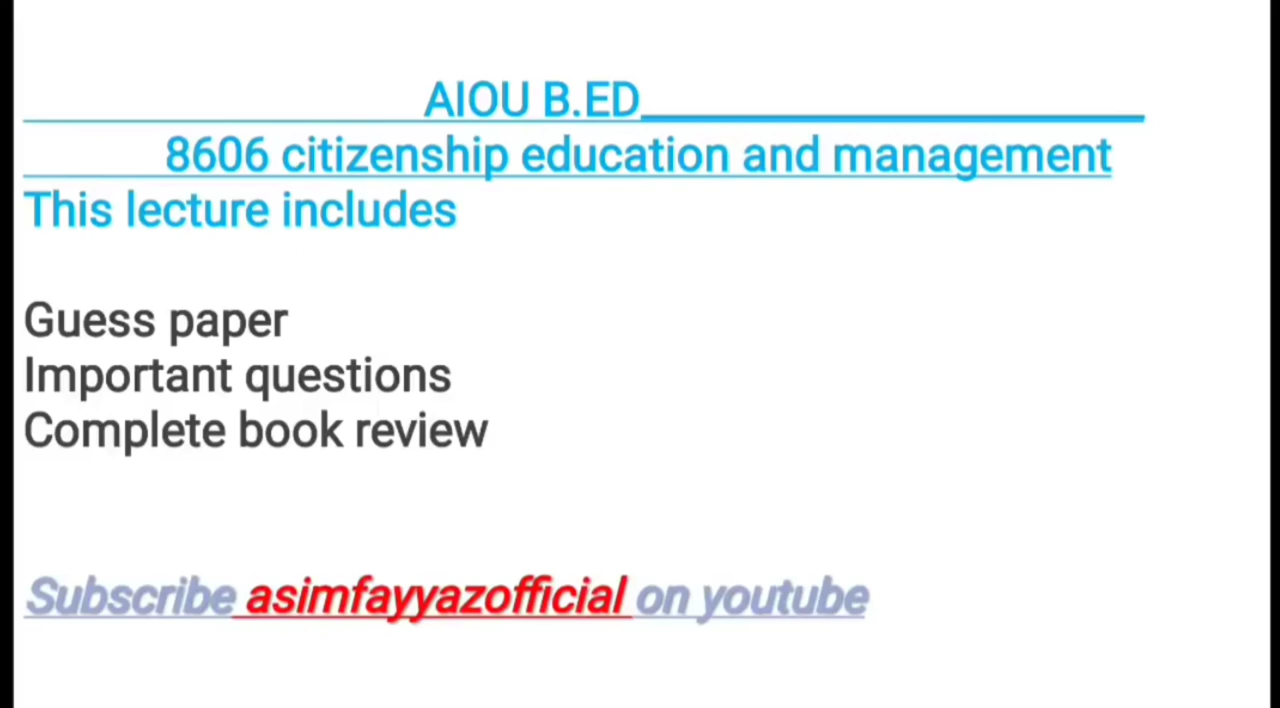 AIOU B.ED
8606 citizenship education and management
This lecture includes
Guess paper
Important questions
Complete book review
Subscribe asimfayyazofficial on youtube